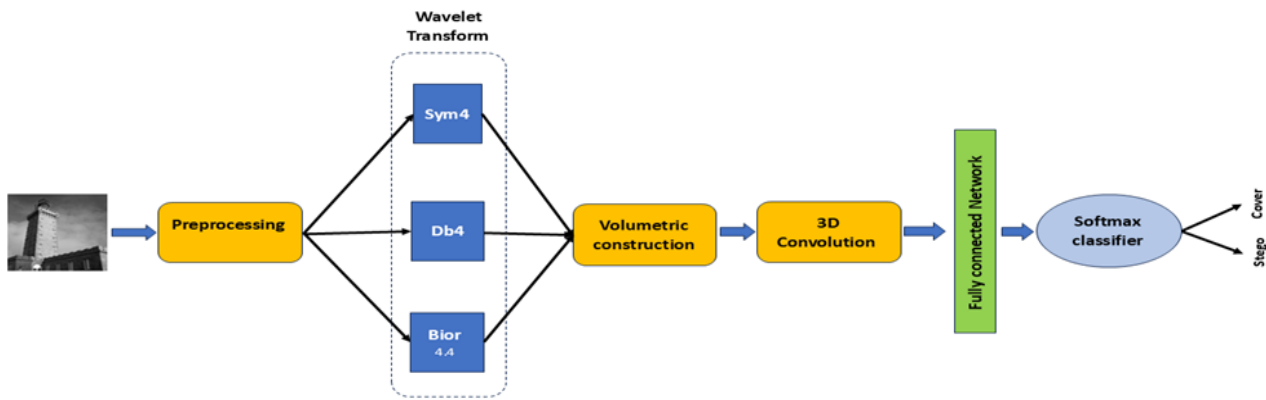 Wavelet
Transform
Sym4
Preprocessing
Db4
Bior
4.4
Volumetric
construction
3D
Convolution
Fully connected Network
Softmax
classifier
Cover
Stego